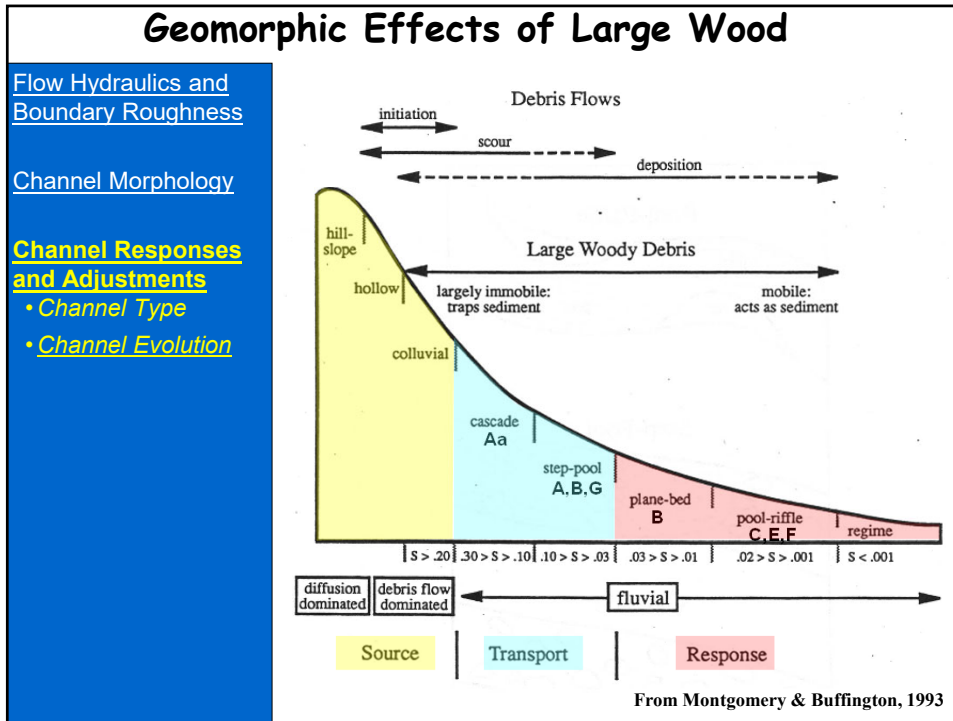 Geomorphic Effects of Large Wood
Flow Hydraulics and
Boundary Roughness
Channel Morphology
Channel Responses
and Adjustments
• Channel Type
• Channel Evolution
Debris Flows
initiation
scour
deposition
hill-
slope
Large Woody Debris
hollow
largely immobile:
traps sediment
mobile:
acts as sediment
colluvial
cascade
Aa
step-pool
A,B,G
plane-bed
B
pool-riffle
C,E,F
regime
S > .20 .30 > S > .10 .10 > S > .03 .03 > S > .01 .02 > S > .001 S < .001
diffusion
dominated
debris flow
dominated
fluvial
Source Transport Response
From Montgomery & Buffington, 1993